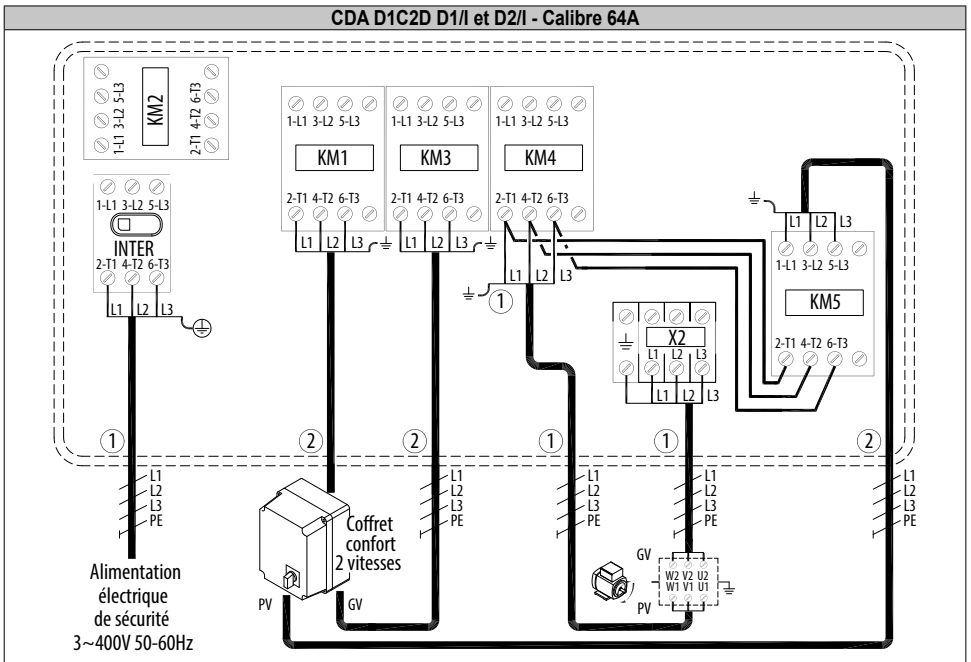 CDA D1C2D D1/I et D2/I - Calibre 64A
1-L1 3-L2 5-L3
KM2
2-T1 4-T2 6-T3
1-L1 3-L2 5-L3
KM1
2-T1 4-T2 6-T3
L1 L2 L3
1-L1 3-L2 5-L3
KM3
2-T1 4-T2 6-T3
L1 L2 L3
1-L1 3-L2 5-L3
KM4
2-T1 4-T2 6-T3
L1 L2 L3
1
1-L1 3-L2 5-L3
INTER
2-T1 4-T2 6-T3
L1 L2 L3
L1 L2 L3
1-L1 3-L2 5-L3
KM5
2-T1 4-T2 6-T3
X2
L1 L2 L3
L1 L2 L3
1
2
2
1
1
2
L1
L2
L3
PE
L1
L2
L3
PE
L1
L2
L3
PE
L1
L2
L3
PE
L1
L2
L3
PE
Coffret
confort
2 vitesses
PV
GV
GV
W2 V2 U2
W1 V1 U1
PV
Alimentation
électrique
de sécurité
3~400V 50-60Hz